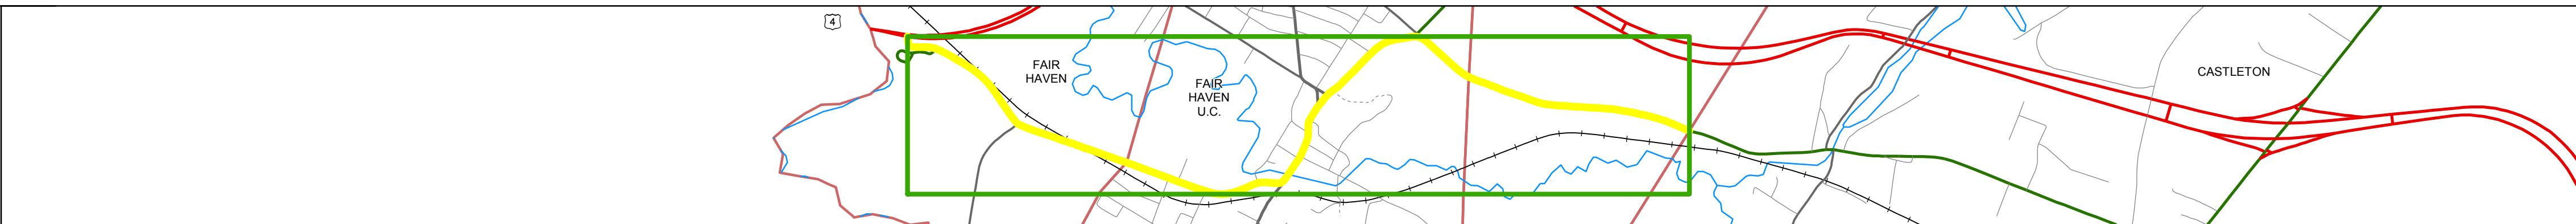 4
FAIR
HAVEN
FAIR
HAVEN
U.C.
CASTLETON